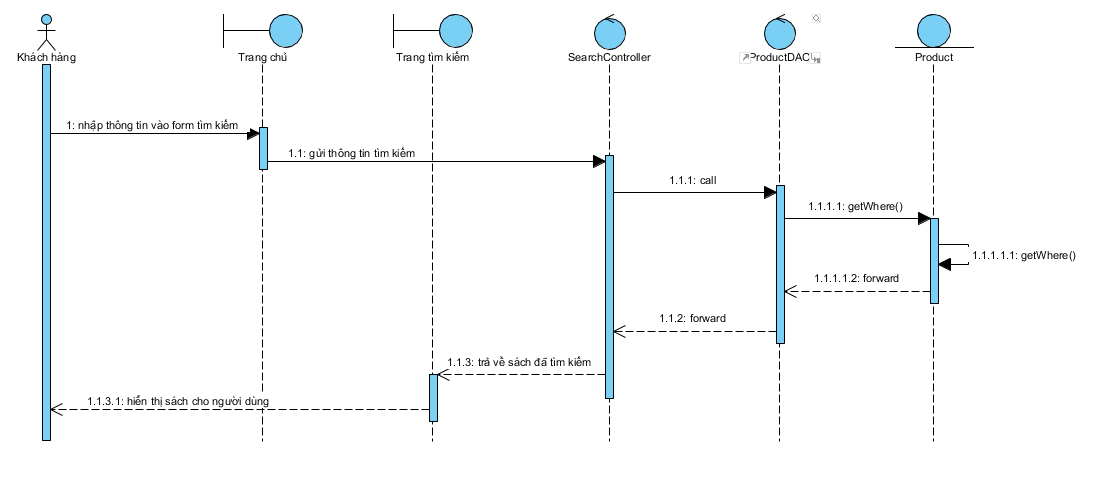 Khách hàng
Trang chủ
Trang tìm kiếm
SearchController
ProductDAO
Product
1: nhập thông tin vào form tìm kiếm
1.1: gửi thông tin tìm kiếm
1.1.1: call
1.1.1.1: getWhere()
1.1.1.1.1: getWhere()
1.1.1.1.2: forward
1.1.2: forward
1.1.3: trả về sách đã tìm kiếm
1.1.3.1: hiển thị sách cho người dùng